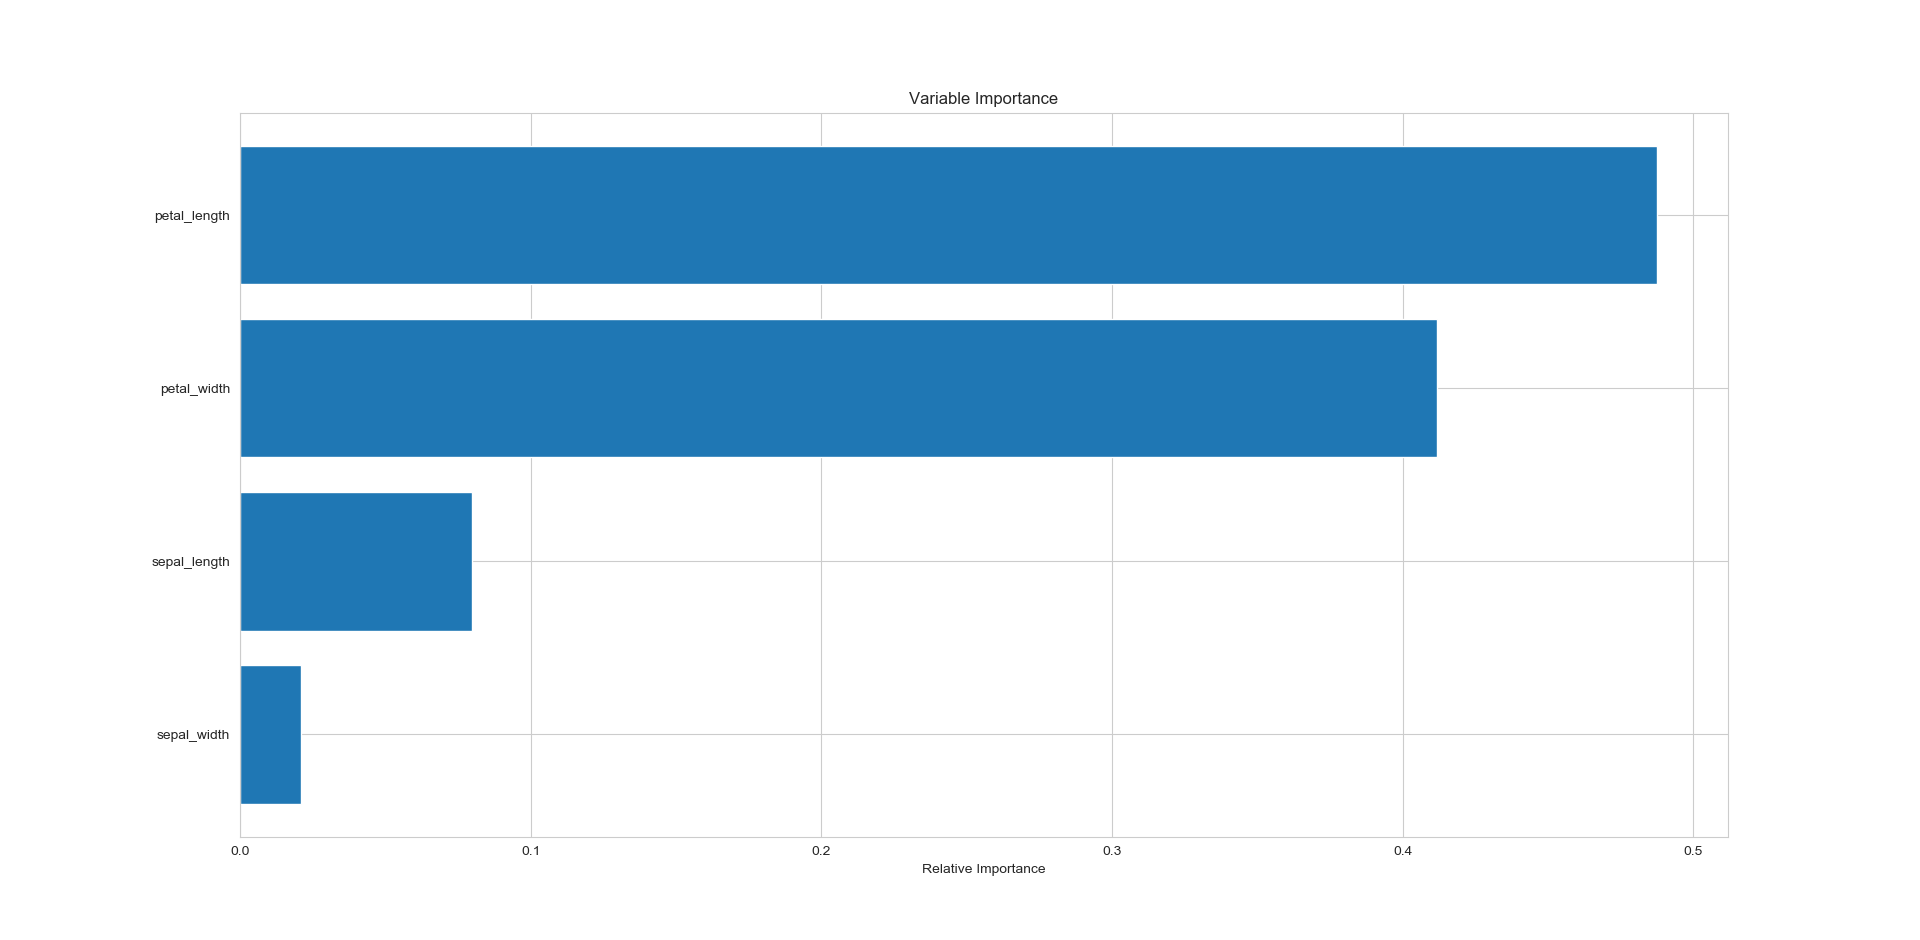 Variable Importance
petal_length
petal_width
sepal_length
sepal_width
0.0 0.1 0.2 0.3 0.4 0.5
Relative Importance